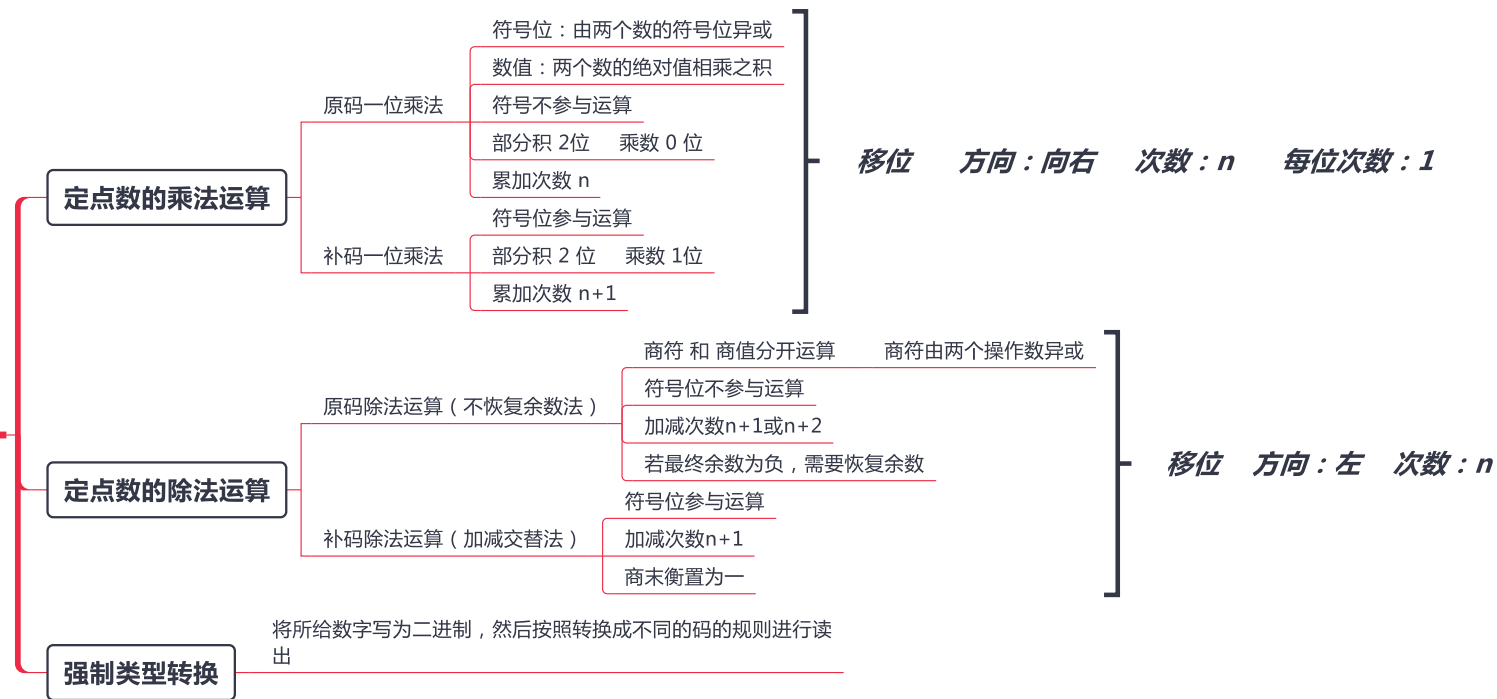 定点数的乘法运算
原码一位乘法
符号位：由两个数的符号位异或
数值：两个数的绝对值相乘之积
符号不参与运算
部分积 2位 乘数 0 位
累加次数 n
补码一位乘法
符号位参与运算
部分积 2 位 乘数 1位
累加次数 n+1
移位 方向：向右 次数：n 每位次数：1
定点数的除法运算
原码除法运算（不恢复余数法）
商符 和 商值分开运算 商符由两个操作数异或
符号位不参与运算
加减次数n+1或n+2
若最终余数为负，需要恢复余数
补码除法运算（加减交替法）
符号位参与运算
加减次数n+1
商末衡置为一
移位 方向：左 次数：n
强制类型转换
将所给数字写为二进制，然后按照转换成不同的码的规则进行读
出